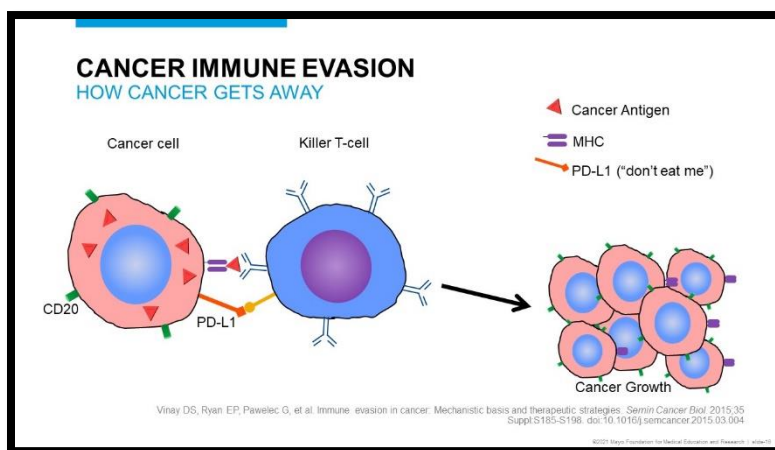 CANCER IMMUNE EVASION
HOW CANCER GETS AWAY
Cancer cell
Killer T-cell
Cancer Antigen
MHC
PD-L1 ("don't eat me")
CD20
PD-L1
Cancer Growth
Vinay DS, Ryan EP, Pawelec G, et al. Immune evasion in cancer: Mechanistic basis and therapeutic strategies. Semin Cancer Biol. 2015;35
Suppl:S185-S198. doi:10.1016/j.semcancer.2015.03.004
©2021 Mayo Foundation for Medical Education and Research | slide-16